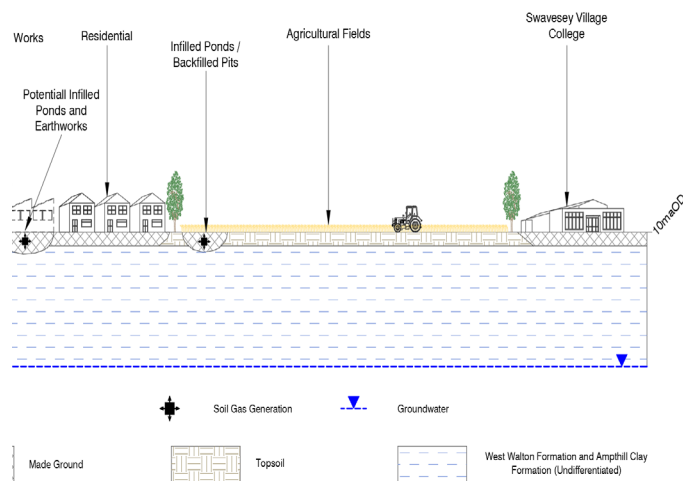 Works
Residential
Infilled Ponds /
Backfilled Pits
Agricultural Fields
Swavesey Village
College
Potentiall Infilled
Ponds and
Earthworks
10maOD
Soil Gas Generation
Groundwater
Made Ground
Topsoil
West Walton Formation and Ampthill Clay
Formation (Undifferentiated)